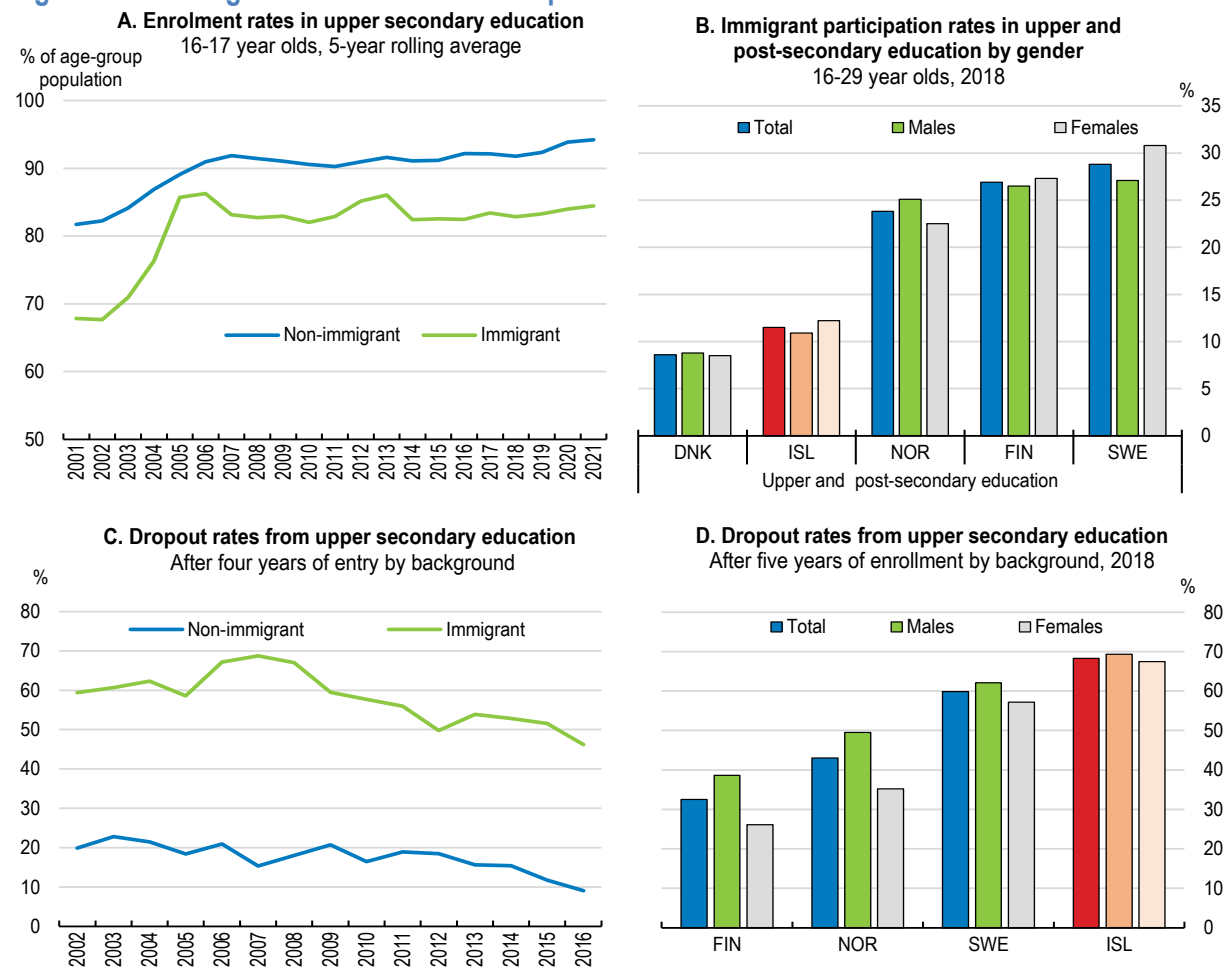 A. Enrolment rates in upper secondary education
16-17 year olds, 5-year rolling average
% of age-group
population
100
90
80
70
60
50
Non-immigrant
Immigrant
2001
2002
2003
2004
2005
2006
2007
2008
2009
2010
2011
2012
2013
2014
2015
2016
2017
2018
2019
2020
2021
B. Immigrant participation rates in upper and
post-secondary education by gender
16-29 year olds, 2018
%
35
30
25
20
15
10
5
0
Total
Males
Females
DNK
ISL
NOR
FIN
SWE
Upper and post-secondary education
C. Dropout rates from upper secondary education
After four years of entry by background
%
80
70
60
50
40
30
20
10
0
Non-immigrant
Immigrant
2002
2003
2004
2005
2006
2007
2008
2009
2010
2011
2012
2013
2014
2015
2016
D. Dropout rates from upper secondary education
After five years of enrollment by background, 2018
%
80
70
60
50
40
30
20
10
0
Total
Males
Females
FIN
NOR
SWE
ISL